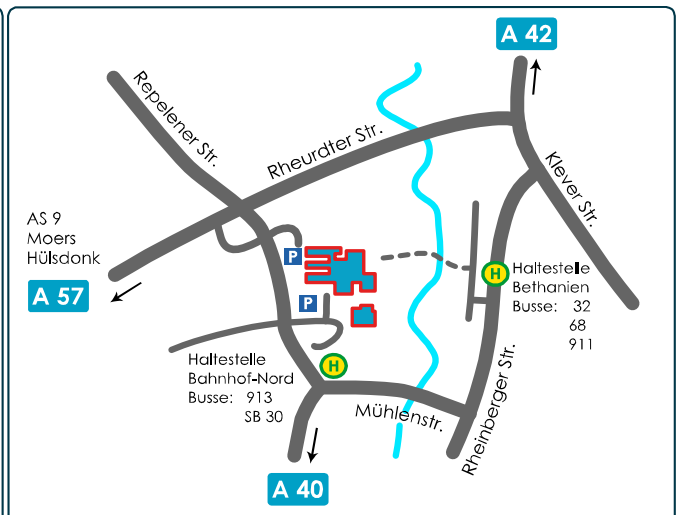 A 42
Repelener Str.
Rheurdter Str.
Klever Str.
AS 9
Moers
Hülsdonk
A 57
P
H
Haltestelle
Bethanien
Busse: 32
68
911
P
Haltestelle
Bahnhof-Nord
Busse: 913
SB 30
H
Mühlenstr.
Rheinberger Str.
A 40